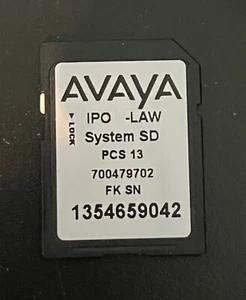 AVAYA
IPO -LAW
System SD
PCS 13
700479702
FK SN
1354659042
LOCK